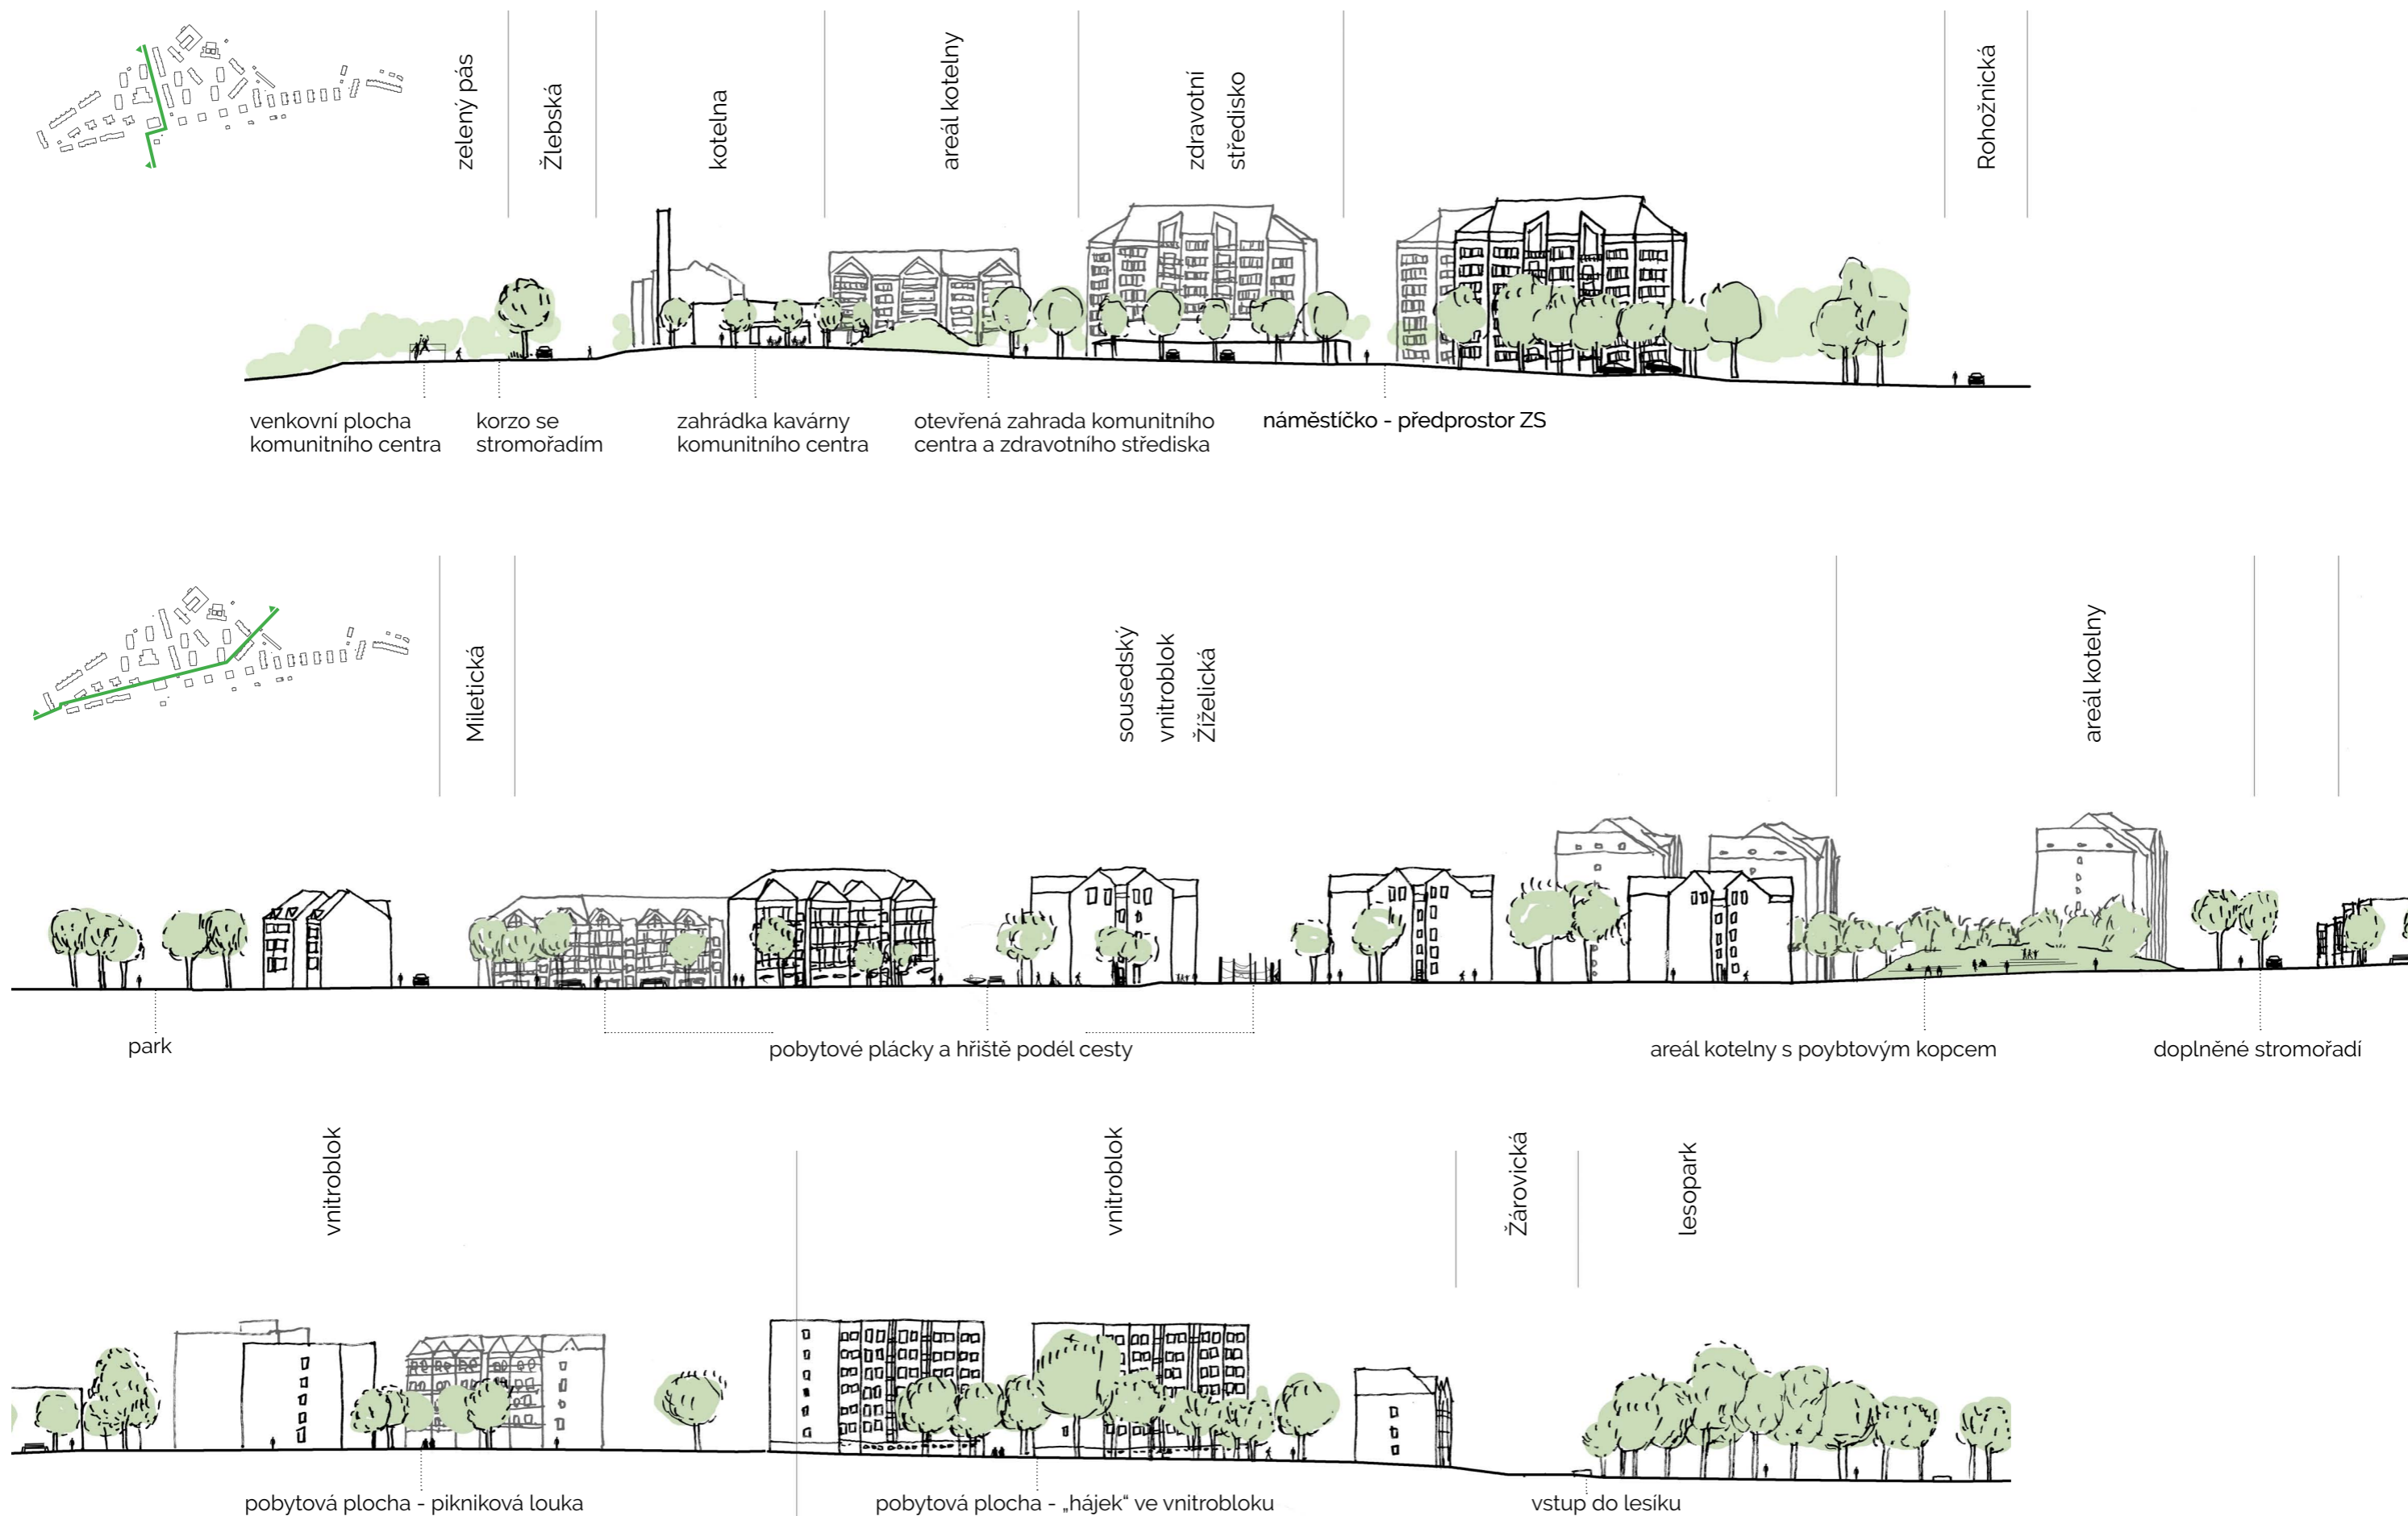 zelený pás
Žlebská
kotelna
areál kotelny
zdravotní
středisko
Rohožnická
venkovní plocha
komunitního centra
korzo se
stromořadím
zahrádka kavárny
komunitního centra
otevřená zahrada komunitního
centra a zdravotního střediska
náměstíčko - předprostor ZS
Miletická
sousedský
vnitroblok
Žíželická
areál kotelny
park
pobytové plácky a hřiště podél cesty
areál kotelny s poybtovým kopcem
doplněné stromořadí
vnitroblok
vnitroblok
Žárovická
lesopark
pobytová plocha - pikniková louka
pobytová plocha - „hájek“ ve vnitrobloku
vstup do lesíku